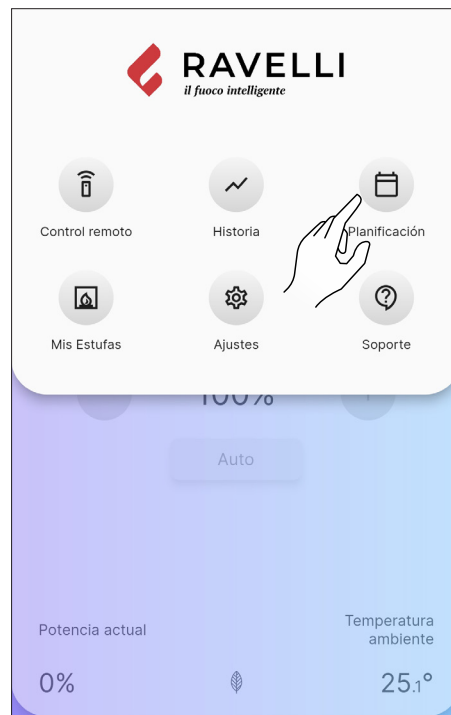 RAVELLI
il fuoco intelligente
Control remoto
Historia
Planificación
Mis Estufas
Ajustes
Soporte
100%
Auto
Potencia actual
Temperatura
ambiente
0%
25.1°